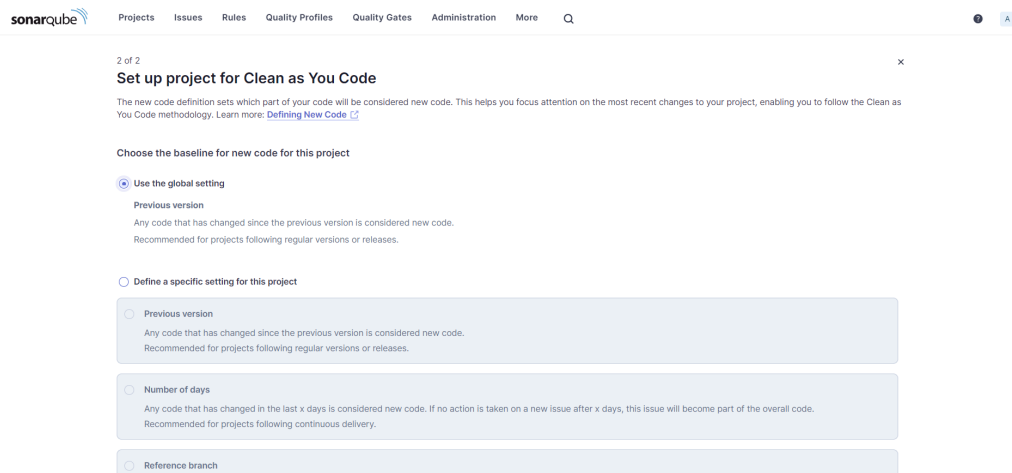 sonarqube Projects Issues Rules Quality Profiles Quality Gates Administration More ? A
2 of 2
Set up project for Clean as You Code
The new code definition sets which part of your code will be considered new code. This helps you focus attention on the most recent changes to your project, enabling you to follow the Clean as
You Code methodology. Learn more: Defining New Code
Choose the baseline for new code for this project
Use the global setting
Previous version
Any code that has changed since the previous version is considered new code.
Recommended for projects following regular versions or releases.
Define a specific setting for this project
Previous version
Any code that has changed since the previous version is considered new code.
Recommended for projects following regular versions or releases.
Number of days
Any code that has changed in the last x days is considered new code. If no action is taken on a new issue after x days, this issue will become part of the overall code.
Recommended for projects following continuous delivery.
Reference branch